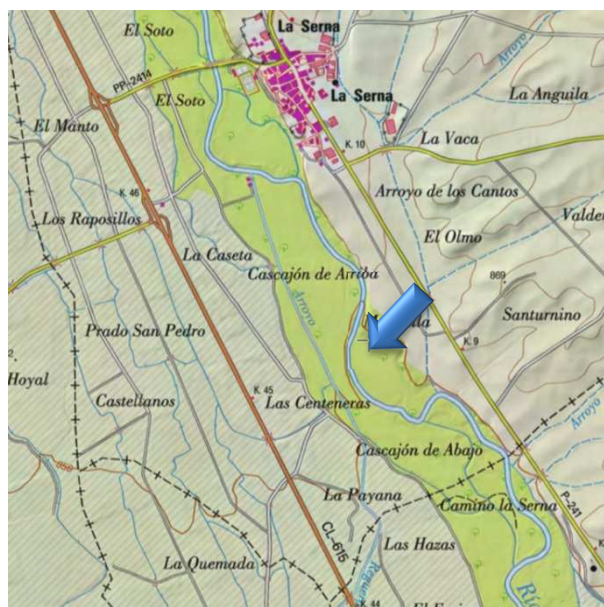 El Soto
La Serna
PP-2414
El Soto
La Serna
Arroyo
La Anguila
El Manto
K. 10
La Vaca
K. 46
Arroyo de los Cantos
Los Raposillos
Valder
La Caseta
El Olmo
Cascajón de Arriba
869
Arroyo
Santurnino
Prado San Pedro
K. 9
Hoyal
K. 45
Castellanos
Las Centeneras
Arroyo
Cascajón de Abajo
La Payana
Camino la Serna
P-241
CL-615
Las Hazas
La Quemada
K. 44